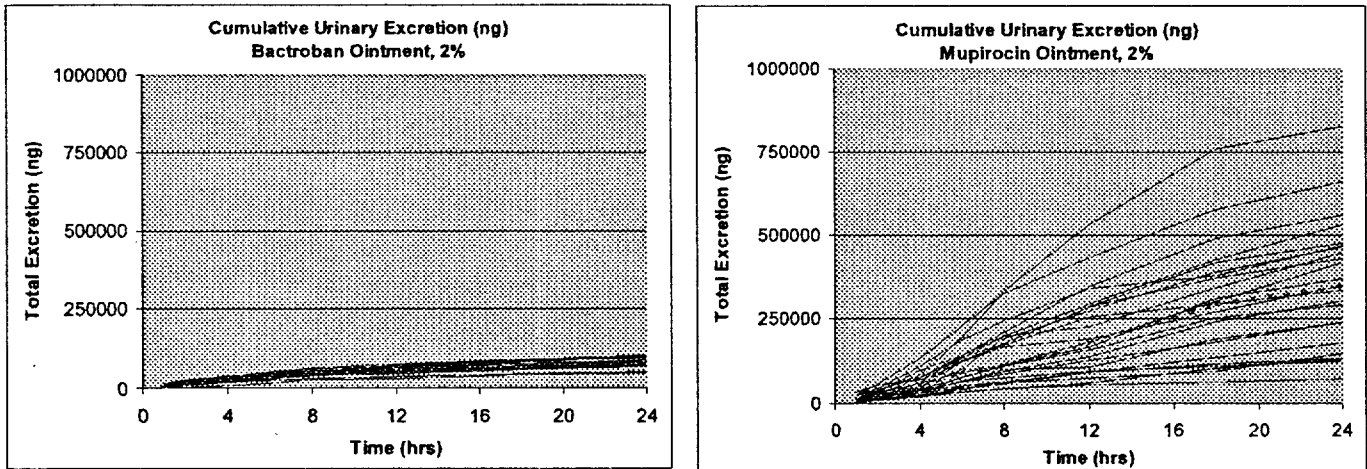 Cumulative Urinary Excretion (ng)
Bactroban Ointment, 2%
Total Excretion (ng)
1000000
750000
500000
250000
0
0 4 8 12 16 20 24
Time (hrs)
Cumulative Urinary Excretion (ng)
Mupirocin Ointment, 2%
Total Excretion (ng)
1000000
750000
500000
250000
0
0 4 8 12 16 20 24
Time (hrs)